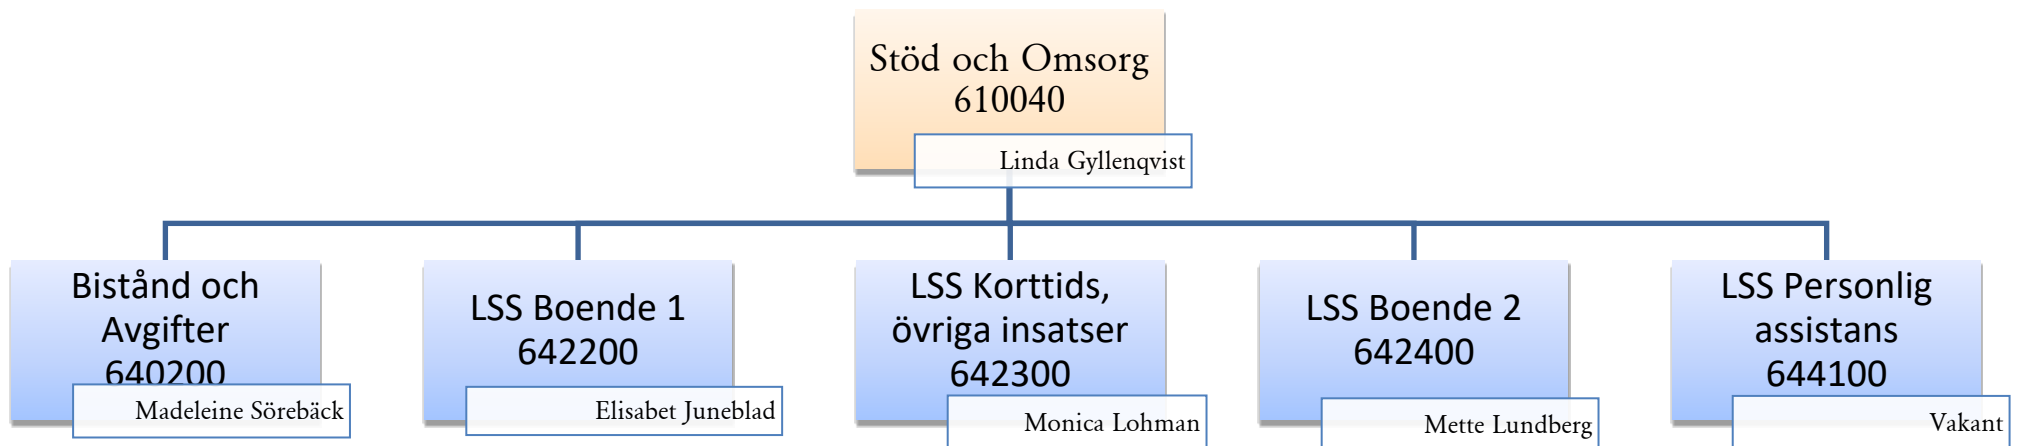 Stöd och Omsorg
610040
Linda Gyllenqvist
Bistånd och
Avgifter
640200
Madeleine Sörebäck
LSS Boende 1
642200
Elisabet Juneblad
LSS Korttids,
övriga insatser
642300
Monica Lohman
LSS Boende 2
642400
Mette Lundberg
LSS Personlig
assistans
644100
Vakant